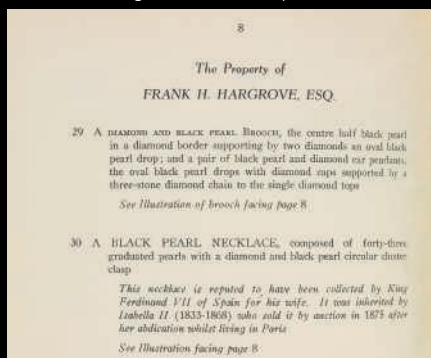 8
The Property of
FRANK H. HARGROVE, ESQ.
29 A DIAMOND AND BLACK PEARL BROOCH, the centre half black pearl
in a diamond border supporting by two diamonds an oval black
pearl drop; and a pair of black pearl and diamond ear pendants,
the oval black pearl drops with diamond caps supported by a
three-stone diamond chain to the single diamond tops
See Illustration of brooch facing page 8
30 A BLACK PEARL NECKLACE, composed of forty-three
graduated pearls with a diamond and black pearl circular cluster
clasp
This necklace is reputed to have been collected by King
Ferdinand VII of Spain for his wife. It was inherited by
Isabella II (1833-1868) who sold it by auction in 1875 after
her abdication whilst living in Paris
See Illustration facing page 8